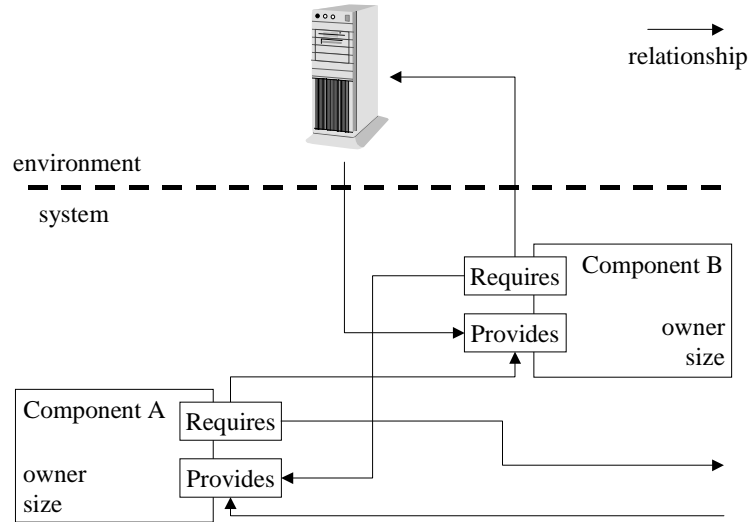 relationship
environment
system
Requires
Component B
Provides
owner
size
Component A
Requires
owner
size
Provides